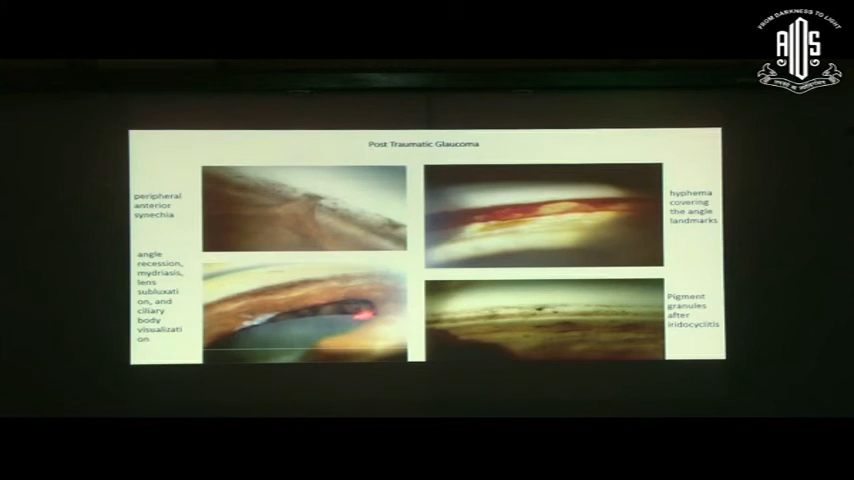 FROM DARKNESS TO LIGHT
AIOS
Post Traumatic Glaucoma
peripheral
anterior
synechia
hyphema
covering
the angle
landmarks
angle
recession,
mydriasis,
lens
subluxati
on, and
ciliary
body
visualizati
on
Pigment
granules
after
iridocyclitis